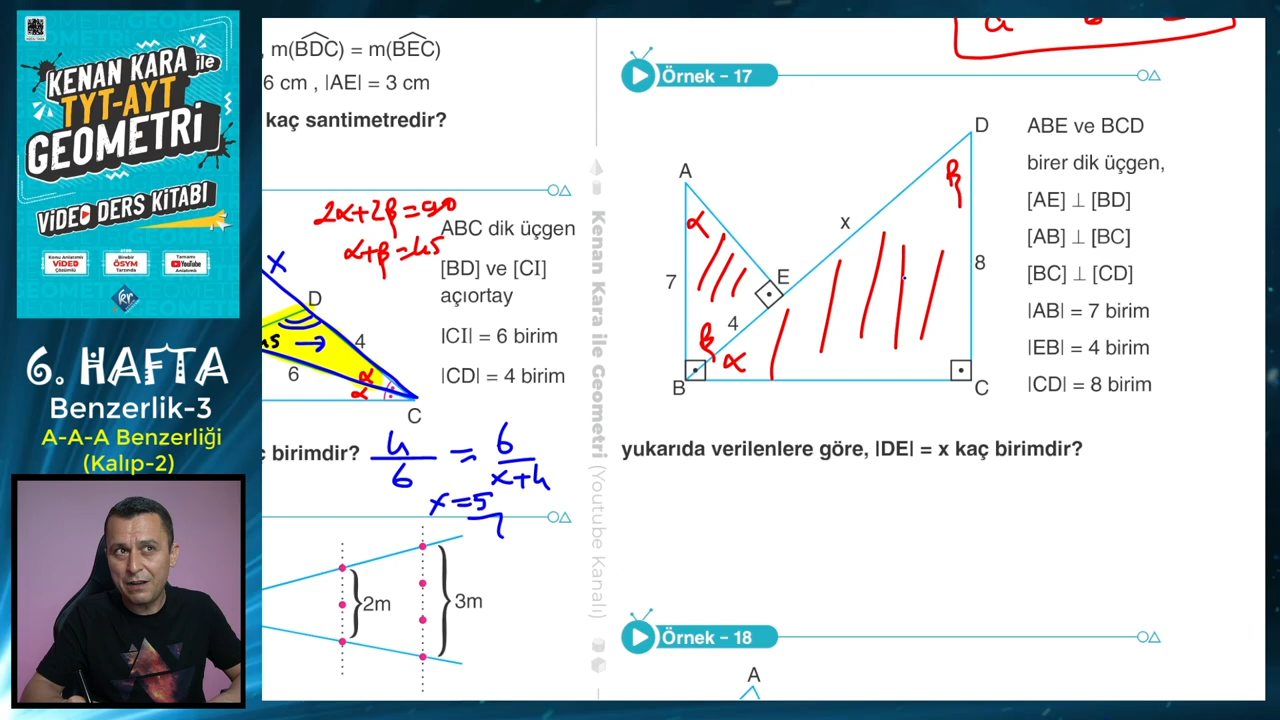 KENAN KARA ile
TYT-AYT
GEOMETRİ
VİDEO DERS KİTABI
6. HAFTA
Benzerlik-3
A-A-A Benzerliği
(Kalıp-2)
, m(BDC) = m(BEC)
6 cm , |AE| = 3 cm
kaç santimetredir?
2α+2β=90
α+β=45
ABC dik üçgen
[BD] ve [CI]
açıortay
|CI| = 6 birim
|CD| = 4 birim
x
D
4
6
α
α
C
birimdir?
4/6 = 6/(x+4)
x=5
2m
3m
Kenan Kara ile Geometri (Youtube Kanalı)
Örnek - 17
A
D
α
β
x
7
E
8
β
4
α
B
C
ABE ve BCD
birer dik üçgen,
[AE] ⊥ [BD]
[AB] ⊥ [BC]
[BC] ⊥ [CD]
|AB| = 7 birim
|EB| = 4 birim
|CD| = 8 birim
yukarıda verilenlere göre, |DE| = x kaç birimdir?
Örnek - 18
A